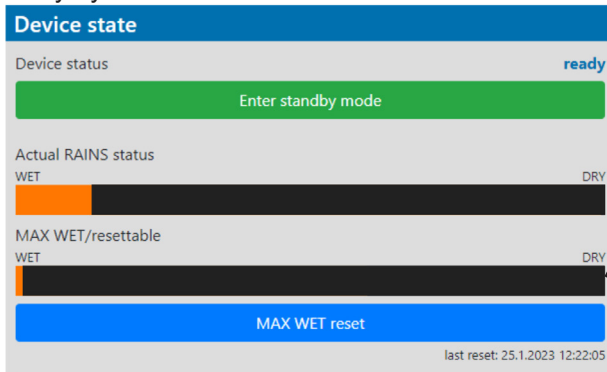 Device state
Device status ready
Enter standby mode
Actual RAINS status
WET DRY
MAX WET/resettable
WET DRY
MAX WET reset
last reset: 25.1.2023 12:22:05